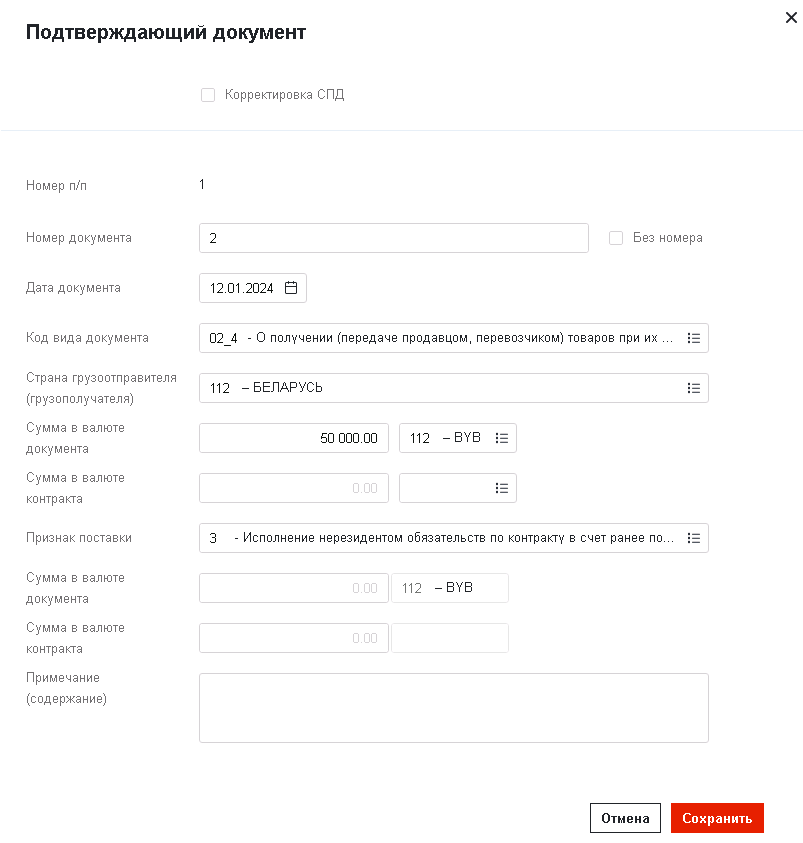 Подтверждающий документ
Корректировка СПД
Номер п/п 1
Номер документа 2 Без номера
Дата документа 12.01.2024
Код вида документа 02_4 - О получении (передаче продавцом, перевозчиком) товаров при их ...
Страна грузоотправителя
(грузополучателя)
112 – БЕЛАРУСЬ
Сумма в валюте
документа
50 000.00 112 – BYB
Сумма в валюте
контракта
0.00
Признак поставки 3 - Исполнение нерезидентом обязательств по контракту в счет ранее по...
Сумма в валюте
документа
0.00 112 – BYB
Сумма в валюте
контракта
0.00
Примечание
(содержание)
Отмена Сохранить